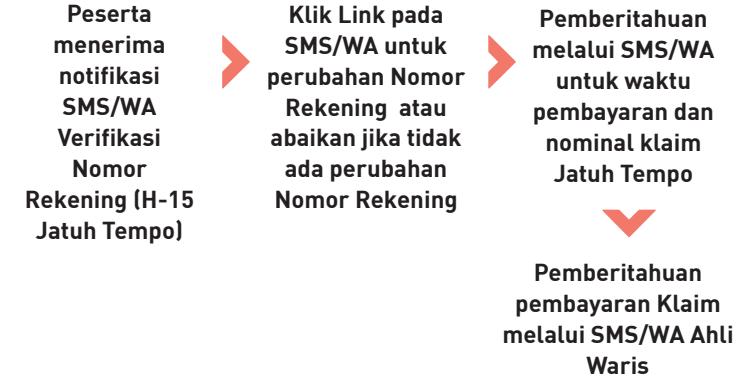 Peserta
menerima
notifikasi
SMS/WA
Verifikasi
Nomor
Rekening (H-15
Jatuh Tempo)
Klik Link pada
SMS/WA untuk
perubahan Nomor
Rekening atau
abaikan jika tidak
ada perubahan
Nomor Rekening
Pemberitahuan
melalui SMS/WA
untuk waktu
pembayaran dan
nominal klaim
Jatuh Tempo
Pemberitahuan
pembayaran Klaim
melalui SMS/WA Ahli
Waris